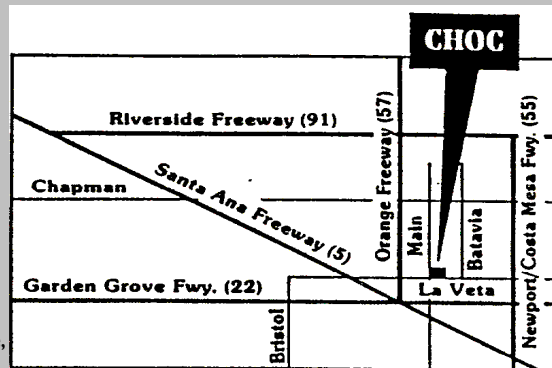 CHOC
Riverside Freeway (91)
Orange Freeway (57)
Newport/Costa Mesa Fwy. (55)
Chapman
Santa Ana Freeway (5)
Main
Batavia
Garden Grove Fwy. (22)
La Veta
Bristol